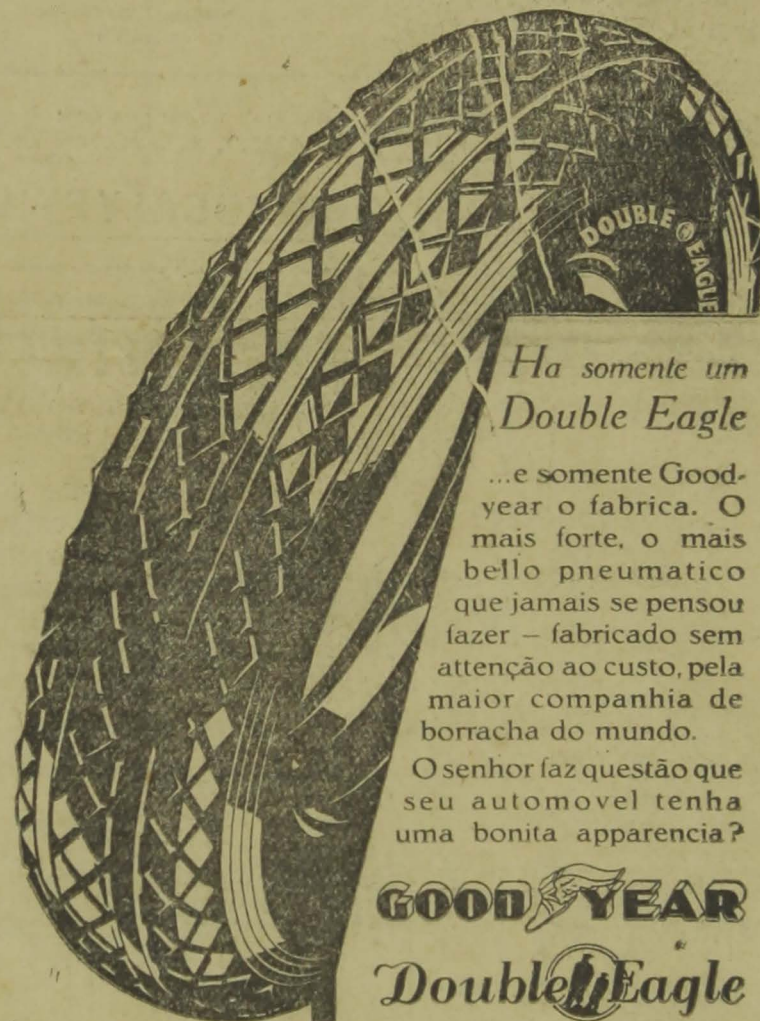 DOUBLE EAGLE
Ha somente um
Double Eagle
...e somente Good-
year o fabrica. O
mais forte, o mais
bello pneumatico
que jamais se pensou
fazer – fabricado sem
attenção ao custo, pela
maior companhia de
borracha do mundo.
O senhor faz questão que
seu automovel tenha
uma bonita apparencia?
GOODYEAR
Double Eagle